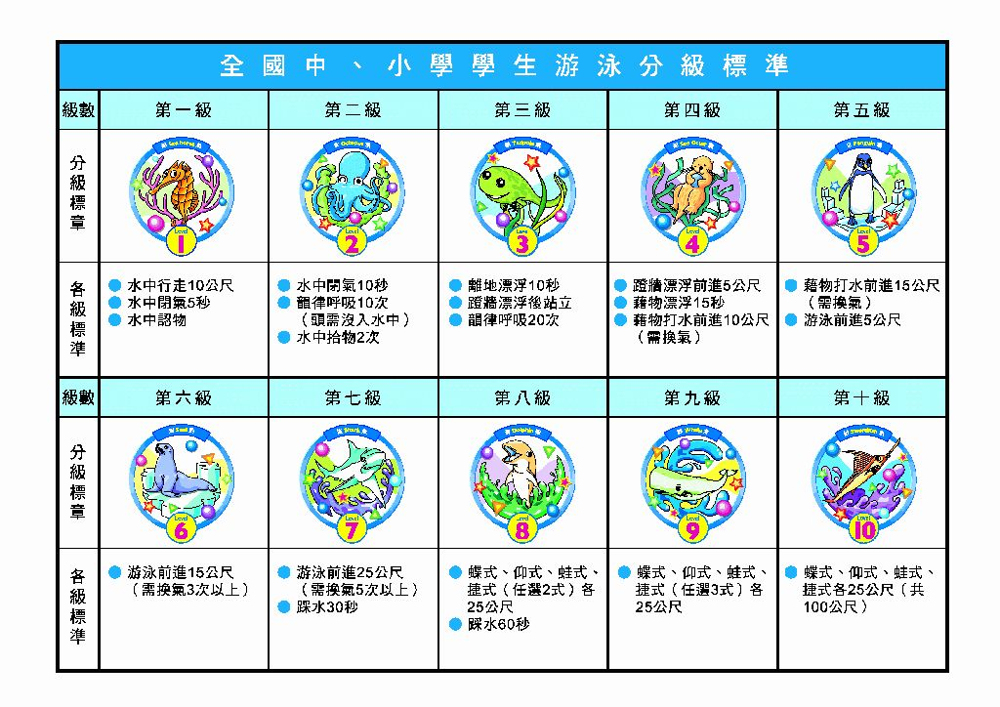 全國中、小學學生游泳分級標準
級數
第一級
第二級
第三級
第四級
第五級
分級標章
Sea horse
Level
1
Octopus
Level
2
Tadpole
Level
3
Sea Otter
Level
4
Penguin
Level
5
各級標準
水中行走10公尺
水中閉氣5秒
水中認物
水中閉氣10秒
韻律呼吸10次
（頭需沒入水中）
水中拾物2次
離地漂浮10秒
蹬牆漂浮後站立
韻律呼吸20次
蹬牆漂浮前進5公尺
藉物漂浮15秒
藉物打水前進10公尺
（需換氣）
藉物打水前進15公尺
（需換氣）
游泳前進5公尺
級數
第六級
第七級
第八級
第九級
第十級
分級標章
Seal
Level
6
Shark
Level
7
Dolphin
Level
8
Whale
Level
9
Swordfish
Level
10
各級標準
游泳前進15公尺
（需換氣3次以上）
游泳前進25公尺
（需換氣5次以上）
踩水30秒
蝶式、仰式、蛙式、
捷式（任選2式）各
25公尺
踩水60秒
蝶式、仰式、蛙式、
捷式（任選3式）各
25公尺
蝶式、仰式、蛙式、
捷式各25公尺（共
100公尺）